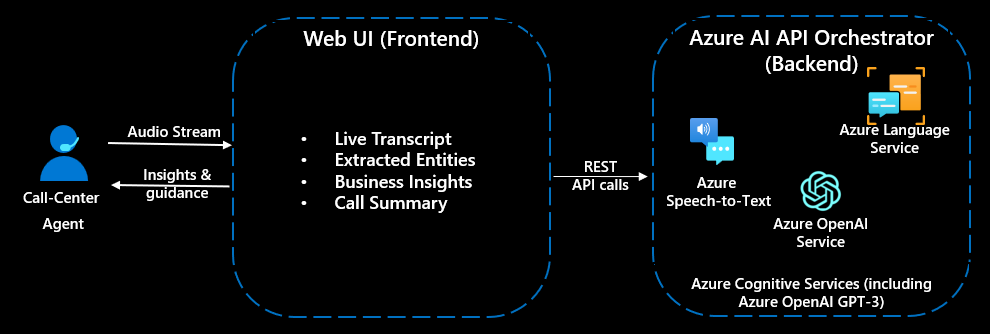 Web UI (Frontend)
Azure AI API Orchestrator
(Backend)
Audio Stream
Insights &
guidance
Call-Center
Agent
• Live Transcript
• Extracted Entities
• Business Insights
• Call Summary
REST
API calls
Azure Language
Service
Azure
Speech-to-Text
Azure OpenAI
Service
Azure Cognitive Services (including
Azure OpenAI GPT-3)